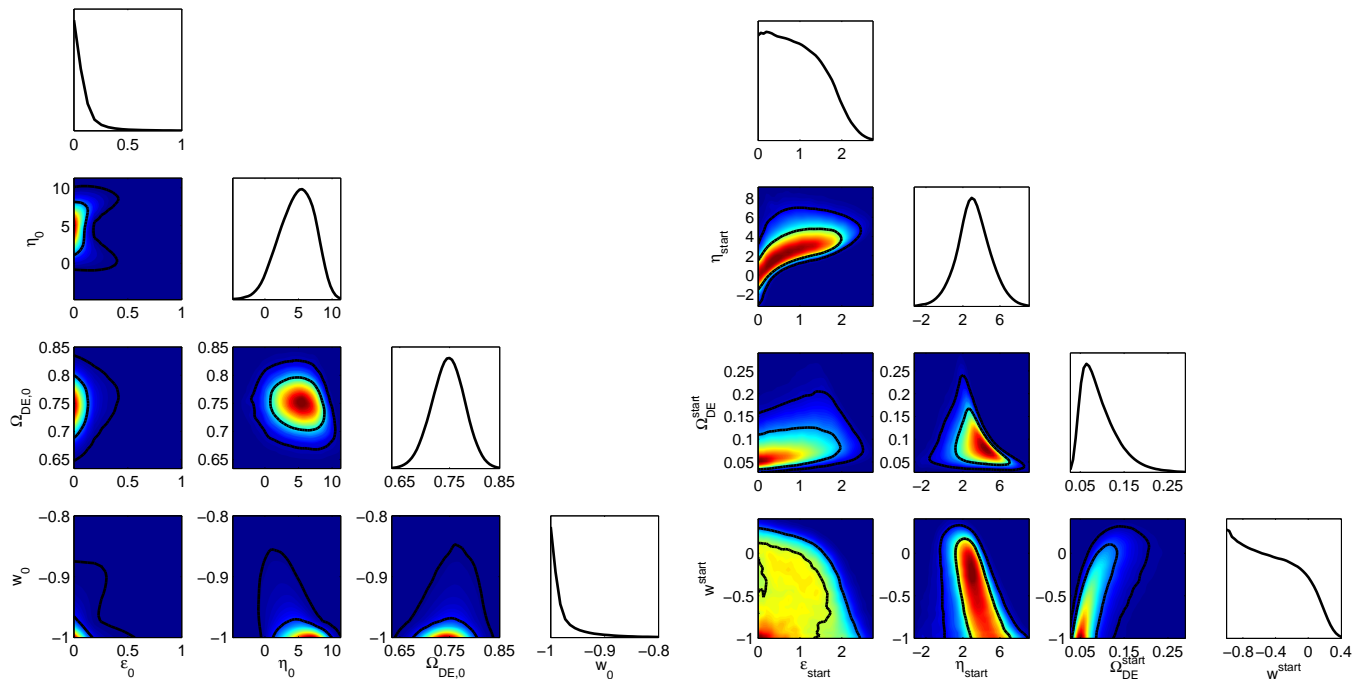 0 0.5 1
0 1 2
η0
10
5
0
0 0.5 1
0 5 10
ηstart
8
6
4
2
0
−2
0 1 2
−2 2 6
ΩDE,0
0.85
0.8
0.75
0.7
0.65
0 0.5 1
0.85
0.8
0.75
0.7
0.65
0 5 10
0.65 0.75 0.85
ΩDEstart
0.25
0.2
0.15
0.1
0.05
0 1 2
0.25
0.2
0.15
0.1
0.05
−2 2 6
0.05 0.15 0.25
w0
−0.8
−0.9
−1
0 0.5 1
ε0
−0.8
−0.9
−1
0 5 10
η0
−0.8
−0.9
−1
0.65 0.75 0.85
ΩDE,0
−1 −0.9 −0.8
w0
wstart
0
−0.5
−1
0 1 2
εstart
0
−0.5
−1
−2 2 6
ηstart
0
−0.5
−1
0.05 0.15 0.25
ΩDEstart
−0.8 −0.4 0 0.4
wstart